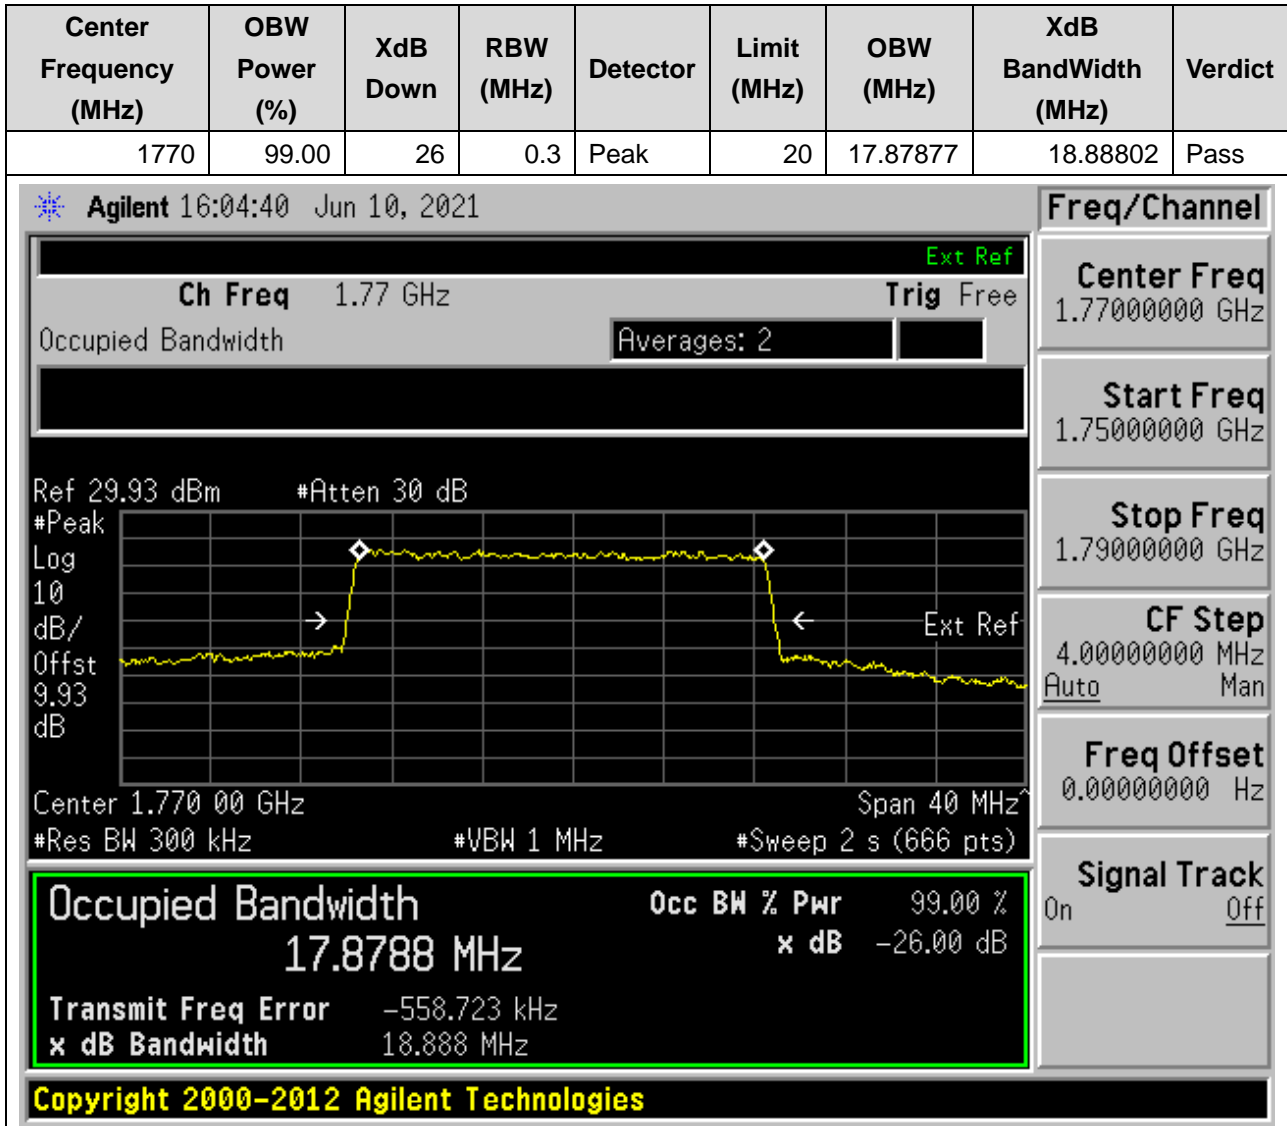 Center Frequency (MHz) OBW Power (%) XdB Down RBW (MHz) Detector Limit (MHz) OBW (MHz) XdB BandWidth (MHz) Verdict
1770 99.00 26 0.3 Peak 20 17.87877 18.88802 Pass
Agilent 16:04:40 Jun 10, 2021
Ext Ref
Ch Freq 1.77 GHz Trig Free
Occupied Bandwidth Averages: 2
Ref 29.93 dBm #Atten 30 dB
#Peak
Log
10
dB/
Offst
9.93
dB
Ext Ref
Center 1.770 00 GHz Span 40 MHz^
#Res BW 300 kHz #VBW 1 MHz #Sweep 2 s (666 pts)
Occupied Bandwidth Occ BW % Pwr 99.00 %
17.8788 MHz x dB -26.00 dB
Transmit Freq Error -558.723 kHz
x dB Bandwidth 18.888 MHz
Copyright 2000-2012 Agilent Technologies
Freq/Channel
Center Freq
1.77000000 GHz
Start Freq
1.75000000 GHz
Stop Freq
1.79000000 GHz
CF Step
4.00000000 MHz
Auto Man
Freq Offset
0.00000000 Hz
Signal Track
On Off